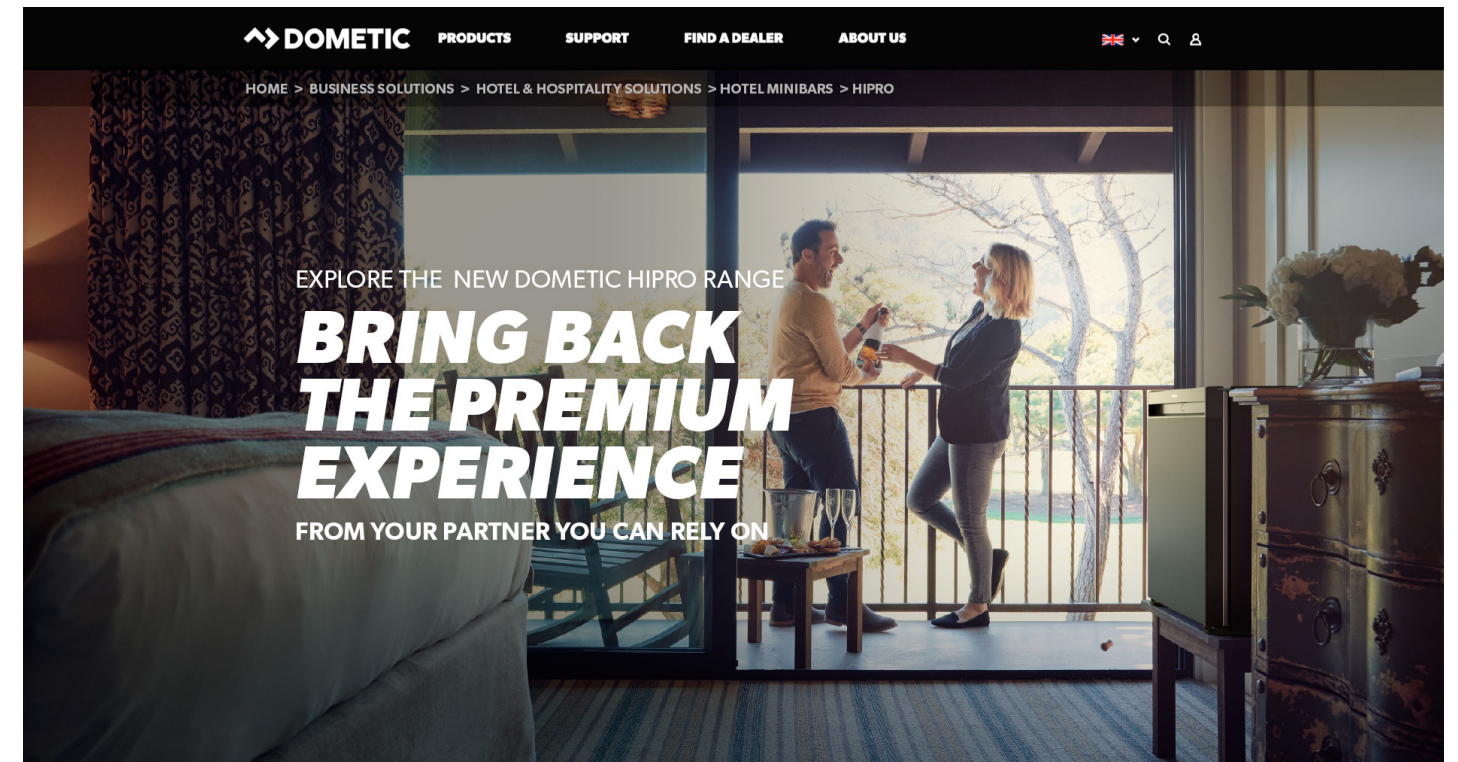 DOMETIC PRODUCTS SUPPORT FIND A DEALER ABOUT US
HOME > BUSINESS SOLUTIONS > HOTEL & HOSPITALITY SOLUTIONS > HOTEL MINIBARS > HIPRO
EXPLORE THE NEW DOMETIC HIPRO RANGE
BRING BACK
THE PREMIUM
EXPERIENCE
FROM YOUR PARTNER YOU CAN RELY ON